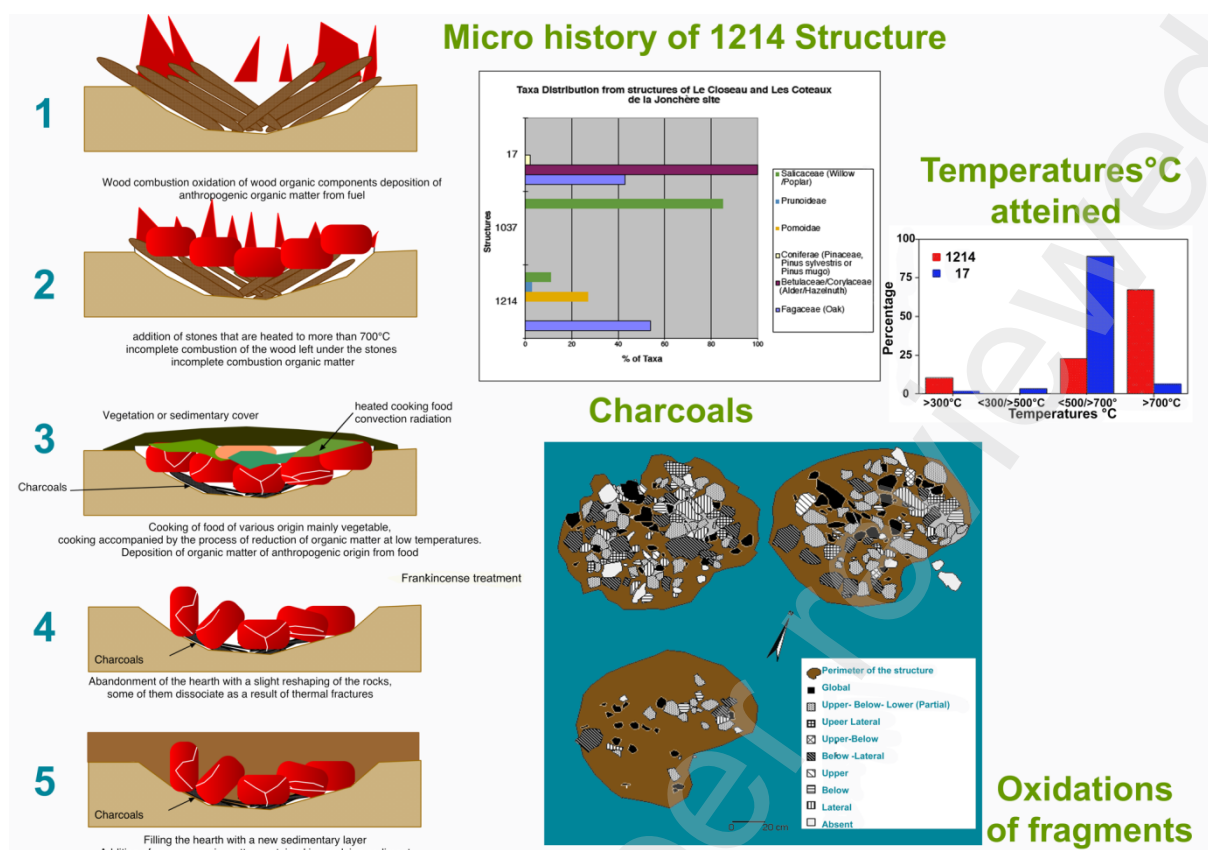 Micro history of 1214 Structure
1
Wood combustion oxidation of wood organic components deposition of
anthropogenic organic matter from fuel
2
addition of stones that are heated to more than 700°C
incomplete combustion of the wood left under the stones
incomplete combustion organic matter
3
Vegetation or sedimentary cover
heated cooking food
convection radiation
Charcoals
Cooking of food of various origin mainly vegetable,
cooking accompanied by the process of reduction of organic matter at low temperatures.
Deposition of organic matter of anthropogenic origin from food
Frankincense treatment
4
Charcoals
Abandonment of the hearth with a slight reshaping of the rocks,
some of them dissociate as a result of thermal fractures
5
Charcoals
Filling the hearth with a new sedimentary layer
Taxa Distribution from structures of Le Closeau and Les Coteaux
de la Jonchère site
Structures
17
1037
1214
0 20 40 60 80 100
% of Taxa
Salicaceae (Willow
/Poplar)
Prunoideae
Pomoidae
Coniferae (Pinaceae,
Pinus sylvestris or
Pinus mugo)
Betulaceae/Corylaceae
(Alder/Hazelnuth)
Fagaceae (Oak)
Charcoals
Temperatures°C
atteined
1214
17
Percentage
100
75
50
25
0
>300°C <300/>500°C <500/>700° >700°C
Temperatures °C
Perimeter of the structure
Global
Upper- Below- Lower (Partial)
Upeer Lateral
Upper-Below
Below -Lateral
Upper
Below
Lateral
Absent
0 20 cm
Oxidations
of fragments
er reviewed